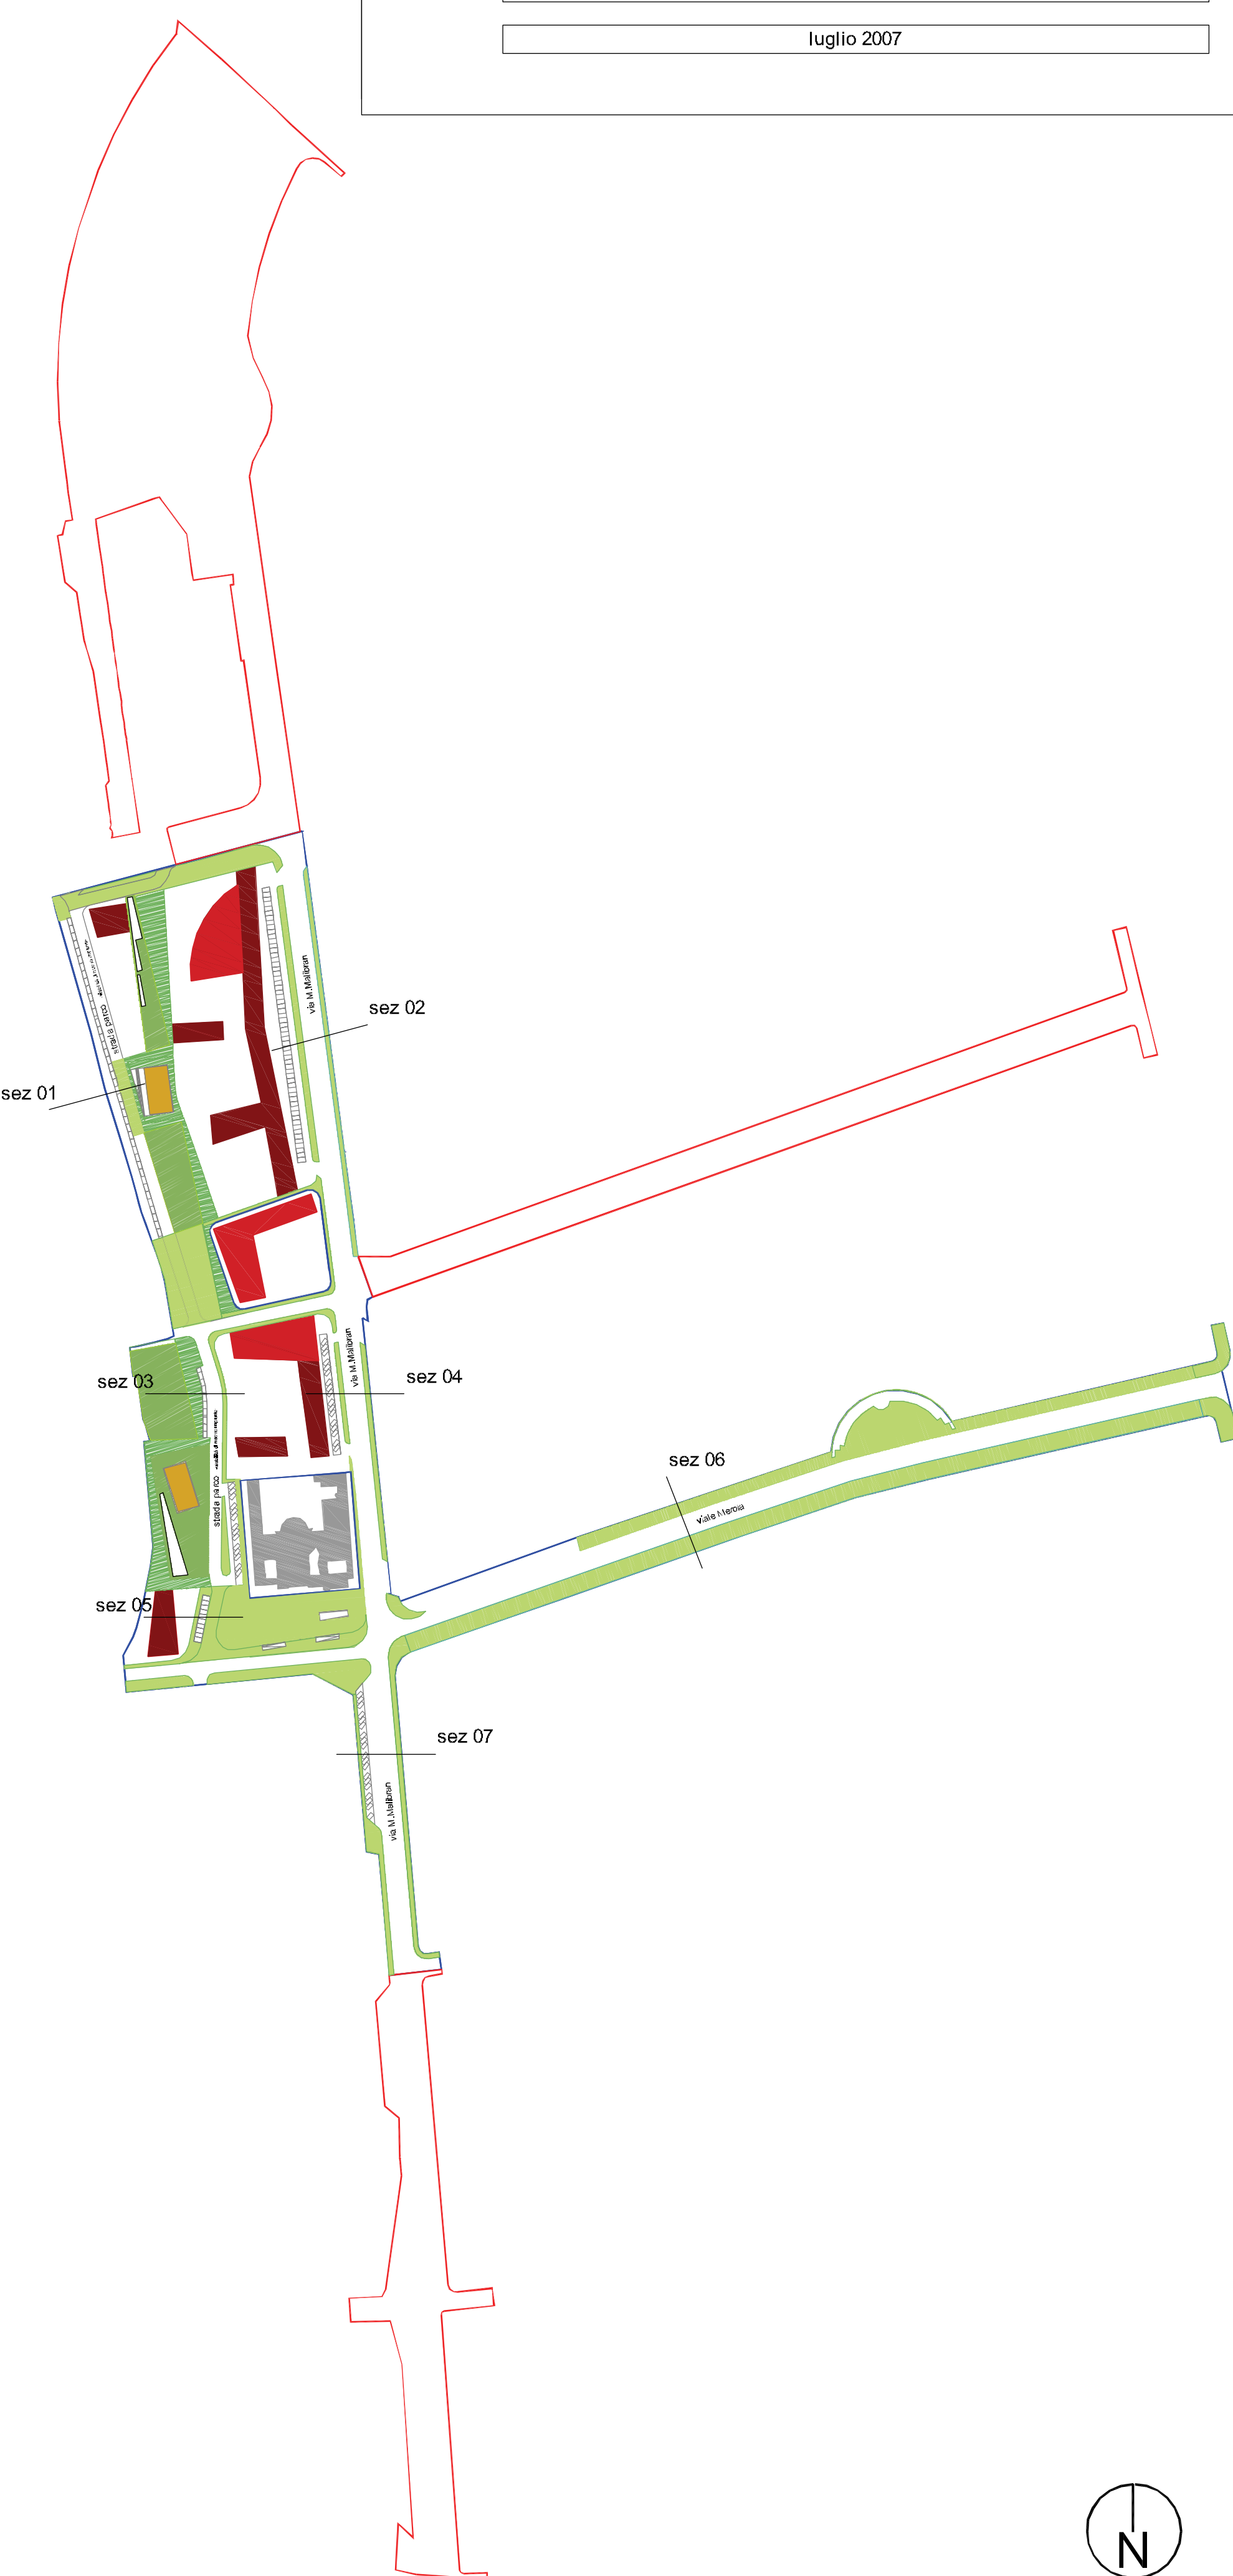 luglio 2007
via M.Malibran
sez 02
strada parco
sez 01
via M.Malibran
sez 03
sez 04
strada parco
sez 06
viale Merola
sez 05
sez 07
via M.Malibran
N